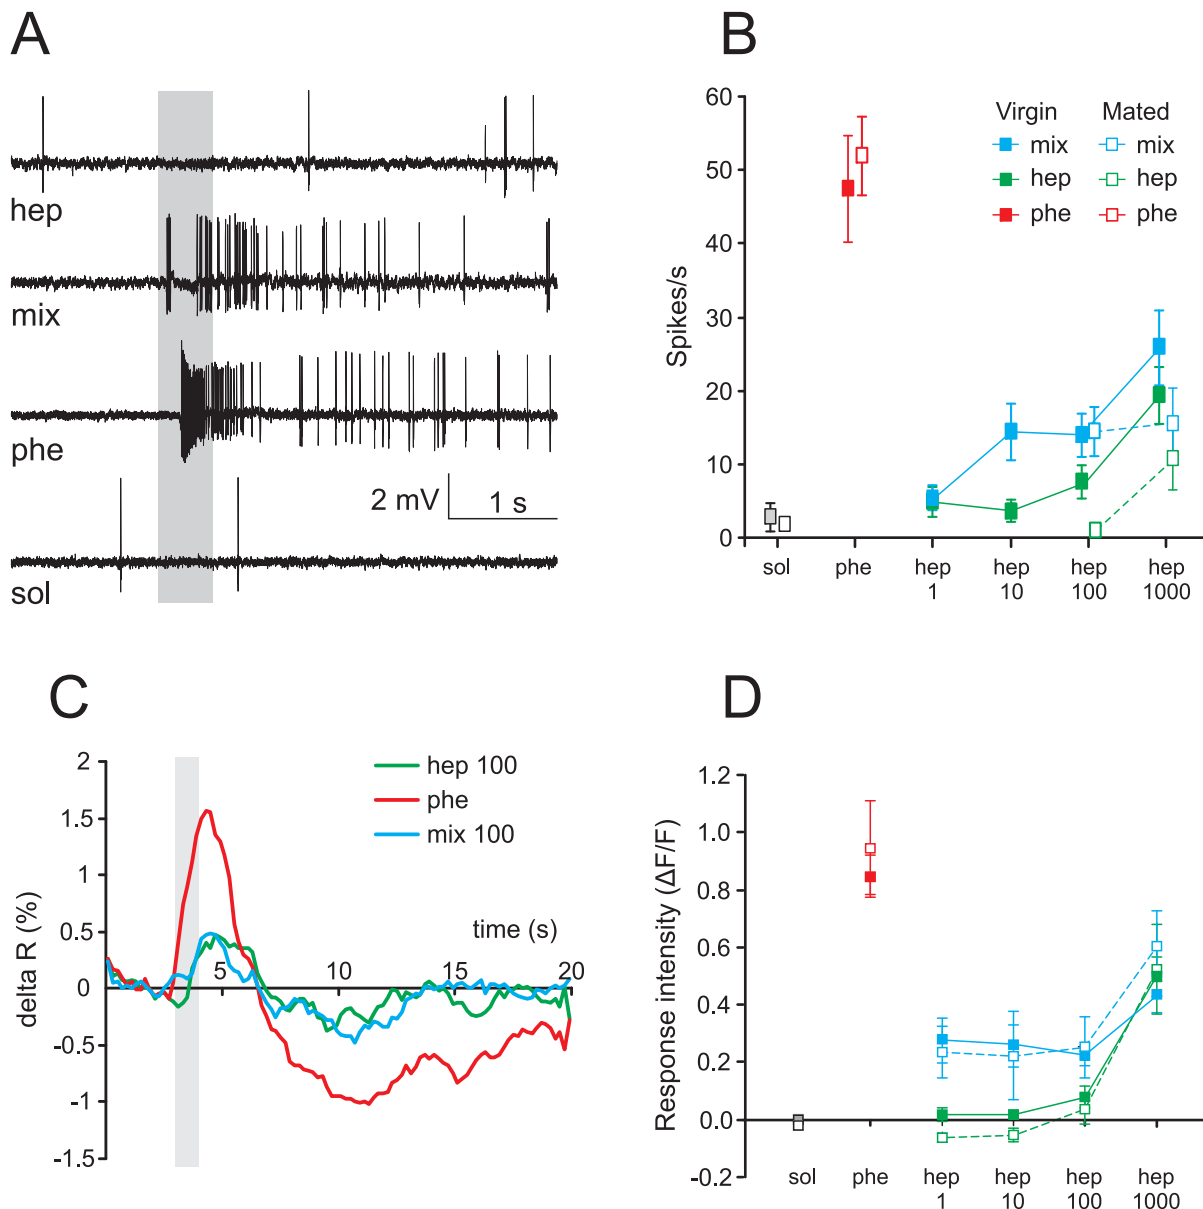 A
hep
mix
phe
2 mV
1 s
sol
B
60
50
40
30
20
10
0
Spikes/s
Virgin Mated
mix mix
hep hep
phe phe
sol phe hep hep hep hep
1 10 100 1000
C
2
1.5
1
0.5
0
-0.5
-1
-1.5
delta R (%)
hep 100
phe
mix 100
time (s)
5 10 15 20
D
1.2
1.0
0.8
0.6
0.4
0.2
0.0
-0.2
Response intensity (ΔF/F)
sol phe hep hep hep hep
1 10 100 1000